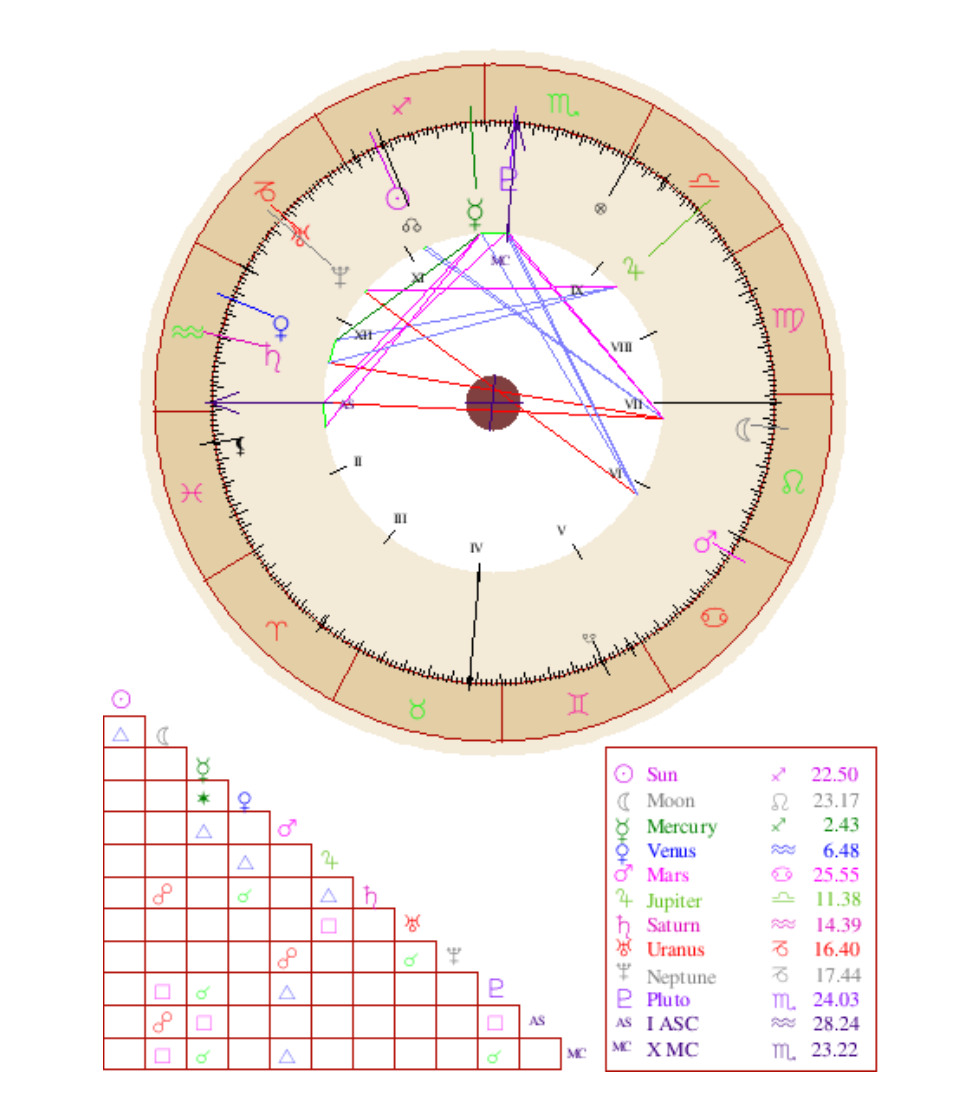 MC
XI
IX
XII
VIII
AS
VII
II
VI
III
V
IV
☉
△ ☾
☿
✶ ♀
△ ♂
△ ♃
☍ ☌ △ ♄
□ ♅
☍ ☌ ♆
□ ☌ △ ♇
☍ □ □ AS
□ ☌ △ ☌ MC
☉ Sun ♐ 22.50
☾ Moon ♌ 23.17
☿ Mercury ♐ 2.43
♀ Venus ♒ 6.48
♂ Mars ♋ 25.55
♃ Jupiter ♎ 11.38
♄ Saturn ♒ 14.39
♅ Uranus ♑ 16.40
♆ Neptune ♑ 17.44
♇ Pluto ♏ 24.03
AS I ASC ♒ 28.24
MC X MC ♏ 23.22